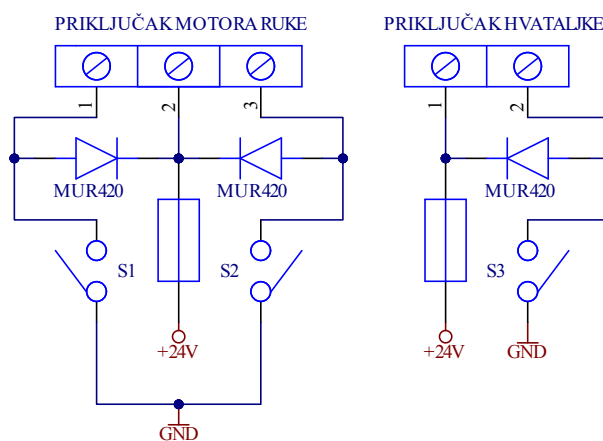 PRIKLJUČAK MOTORA RUKE
PRIKLJUČAK HVATALJKE
1
2
3
1
2
MUR420
MUR420
MUR420
S1
S2
S3
+24V
+24V
GND
GND